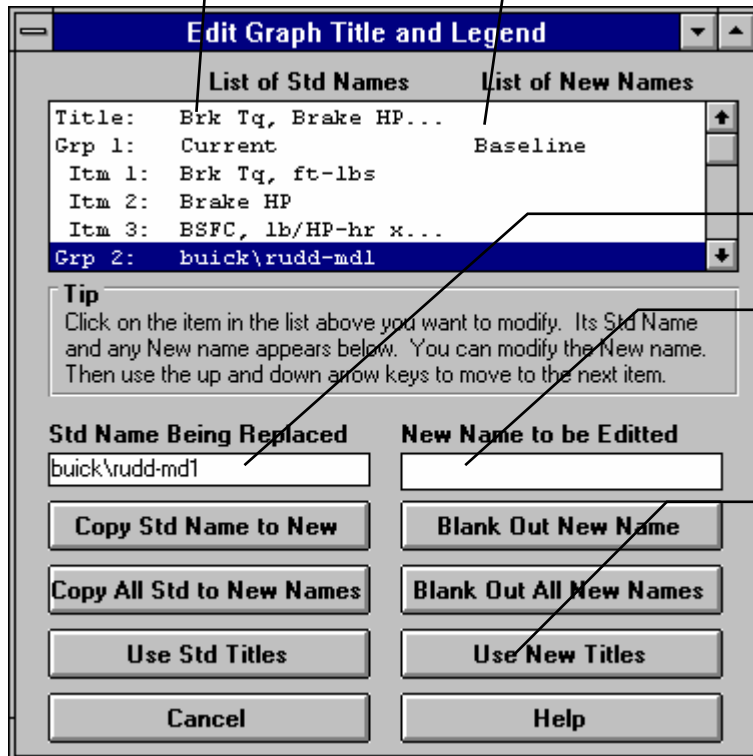 Edit Graph Title and Legend
List of Std Names List of New Names
Title: Brk Tq, Brake HP...
Grp 1: Current Baseline
Itm 1: Brk Tq, ft-lbs
Itm 2: Brake HP
Itm 3: BSFC, lb/HP-hr x...
Grp 2: buick\rudd-md1
Tip
Click on the item in the list above you want to modify. Its Std Name
and any New name appears below. You can modify the New name.
Then use the up and down arrow keys to move to the next item.
Std Name Being Replaced New Name to be Editted
buick\rudd-md1
Copy Std Name to New Blank Out New Name
Copy All Std to New Names Blank Out All New Names
Use Std Titles Use New Titles
Cancel Help